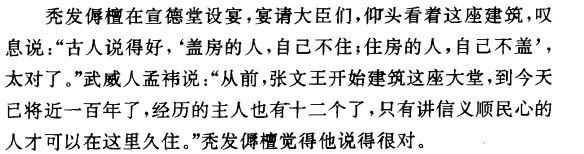 秃发傉檀在宣德堂设宴,宴请大臣们,仰头看着这座建筑,叹
息说:“古人说得好,‘盖房的人,自己不住;住房的人,自己不盖’,
太对了。”武威人孟祎说:“从前,张文王开始建筑这座大堂,到今天
已将近一百年了,经历的主人也有十二个了,只有讲信义顺民心的
人才可以在这里久住。”秃发傉檀觉得他说得很对。